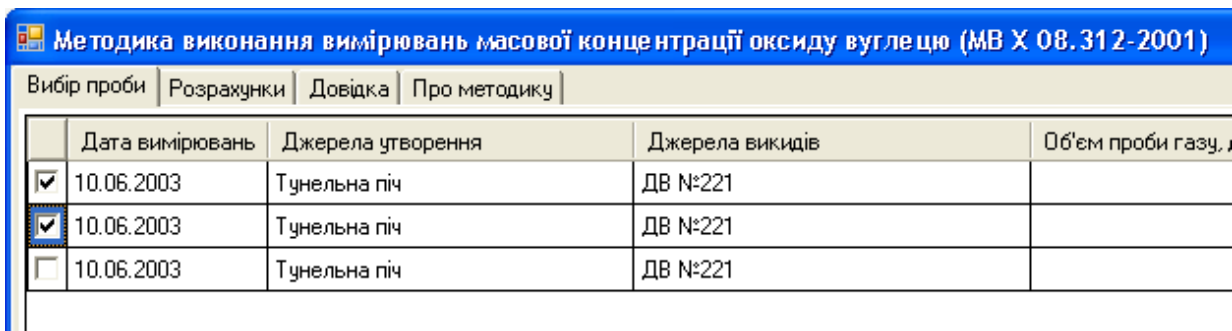 Методика виконання вимірювань масової концентрації оксиду вуглецю (МВ Х 08.312-2001)
Вибір проби Розрахунки Довідка Про методику
Дата вимірювань Джерела утворення Джерела викидів Об'єм проби газу,
10.06.2003 Тунельна піч ДВ №221
10.06.2003 Тунельна піч ДВ №221
10.06.2003 Тунельна піч ДВ №221